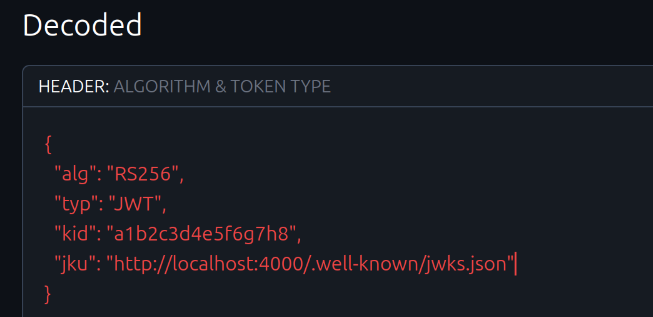 Decoded
HEADER: ALGORITHM & TOKEN TYPE
{
"alg": "RS256",
"typ": "JWT",
"kid": "a1b2c3d4e5f6g7h8",
"jku": "http://localhost:4000/.well-known/jwks.json"
}